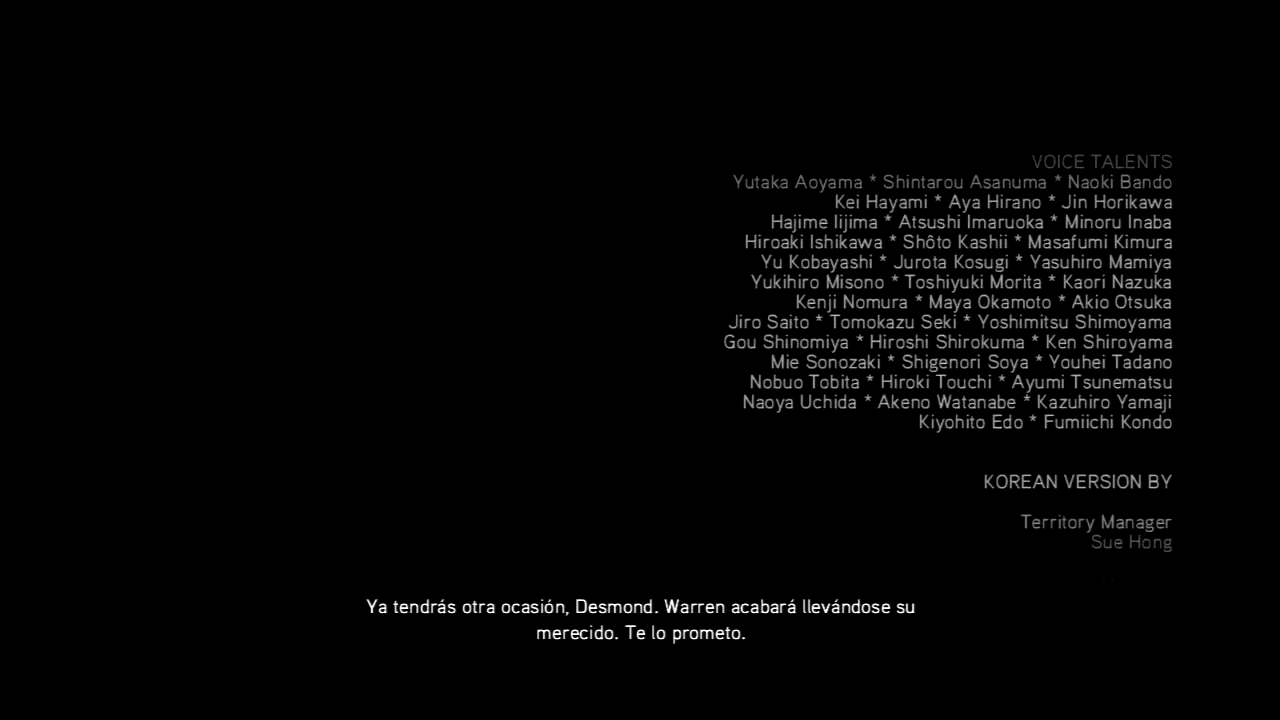 VOICE TALENTS
Yutaka Aoyama * Shintarou Asanuma * Naoki Bando
Kei Hayami * Aya Hirano * Jin Horikawa
Hajime Iijima * Atsushi Imaruoka * Minoru Inaba
Hiroaki Ishikawa * Shôto Kashii * Masafumi Kimura
Yu Kobayashi * Jurota Kosugi * Yasuhiro Mamiya
Yukihiro Misono * Toshiyuki Morita * Kaori Nazuka
Kenji Nomura * Maya Okamoto * Akio Otsuka
Jiro Saito * Tomokazu Seki * Yoshimitsu Shimoyama
Gou Shinomiya * Hiroshi Shirokuma * Ken Shiroyama
Mie Sonozaki * Shigenori Soya * Youhei Tadano
Nobuo Tobita * Hiroki Touchi * Ayumi Tsunematsu
Naoya Uchida * Akeno Watanabe * Kazuhiro Yamaji
Kiyohito Edo * Fumiichi Kondo
KOREAN VERSION BY
Territory Manager
Sue Hong
Ya tendrás otra ocasión, Desmond. Warren acabará llevándose su
merecido. Te lo prometo.